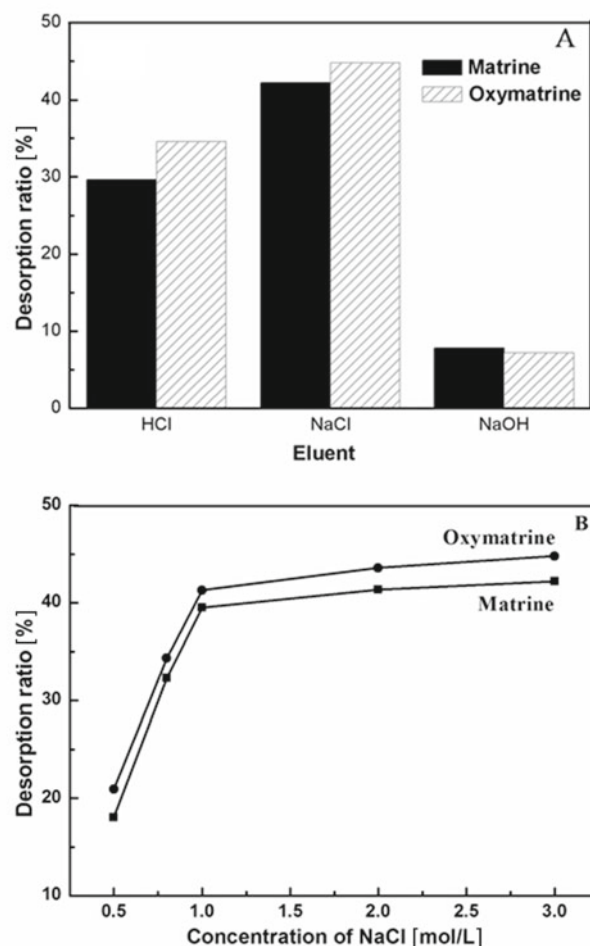 A
Matrine
Oxymatrine
50
40
30
20
10
0
Desorption ratio [%]
HCl
NaCl
NaOH
Eluent
B
Oxymatrine
Matrine
50
40
30
20
10
Desorption ratio [%]
0.5
1.0
1.5
2.0
2.5
3.0
Concentration of NaCl [mol/L]